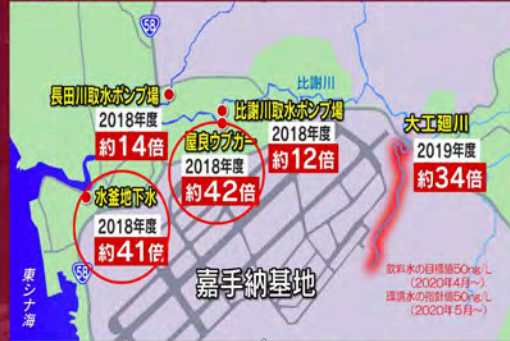 58
長田川取水ポンプ場
2018年度
約14倍
比謝川
比謝川取水ポンプ場
2018年度
約12倍
屋良ウブガー
2018年度
約42倍
大工廻川
2019年度
約34倍
水釜地下水
2018年度
約41倍
58
東シナ海
嘉手納基地
飲料水の目標値50ng/L
(2020年4月～)
環境水の指針値50ng/L
(2020年5月～)